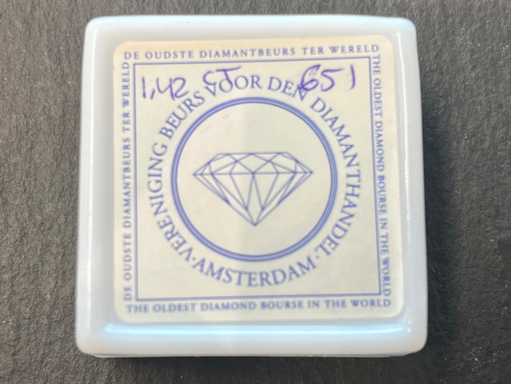 DE OUDSTE DIAMANTBEURS TER WERELD
THE OLDEST DIAMOND BOURSE IN THE WORLD
DE OUDSTE DIAMANTBEURS TER WERELD
1,42 CT 651
VERENIGING BEURS VOOR DEN DIAMANTHANDEL
· AMSTERDAM ·
THE OLDEST DIAMOND BOURSE IN THE WORLD